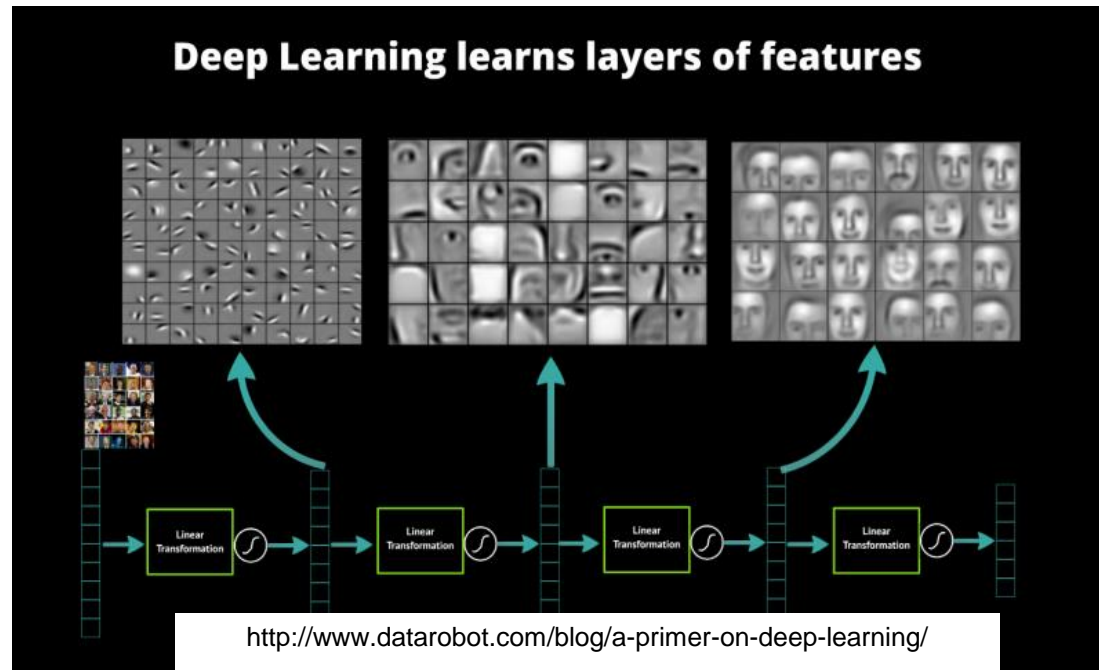 Deep Learning learns layers of features
Linear
Transformation
Linear
Transformation
Linear
Transformation
Linear
Transformation
http://www.datarobot.com/blog/a-primer-on-deep-learning/